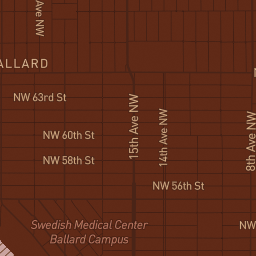 Ave NW
ALLARD
NW 63rd St
15th Ave NW
14th Ave NW
8th Ave NW
NW 60th St
NW 58th St
NW 56th St
Swedish Medical Center
Ballard Campus
NW